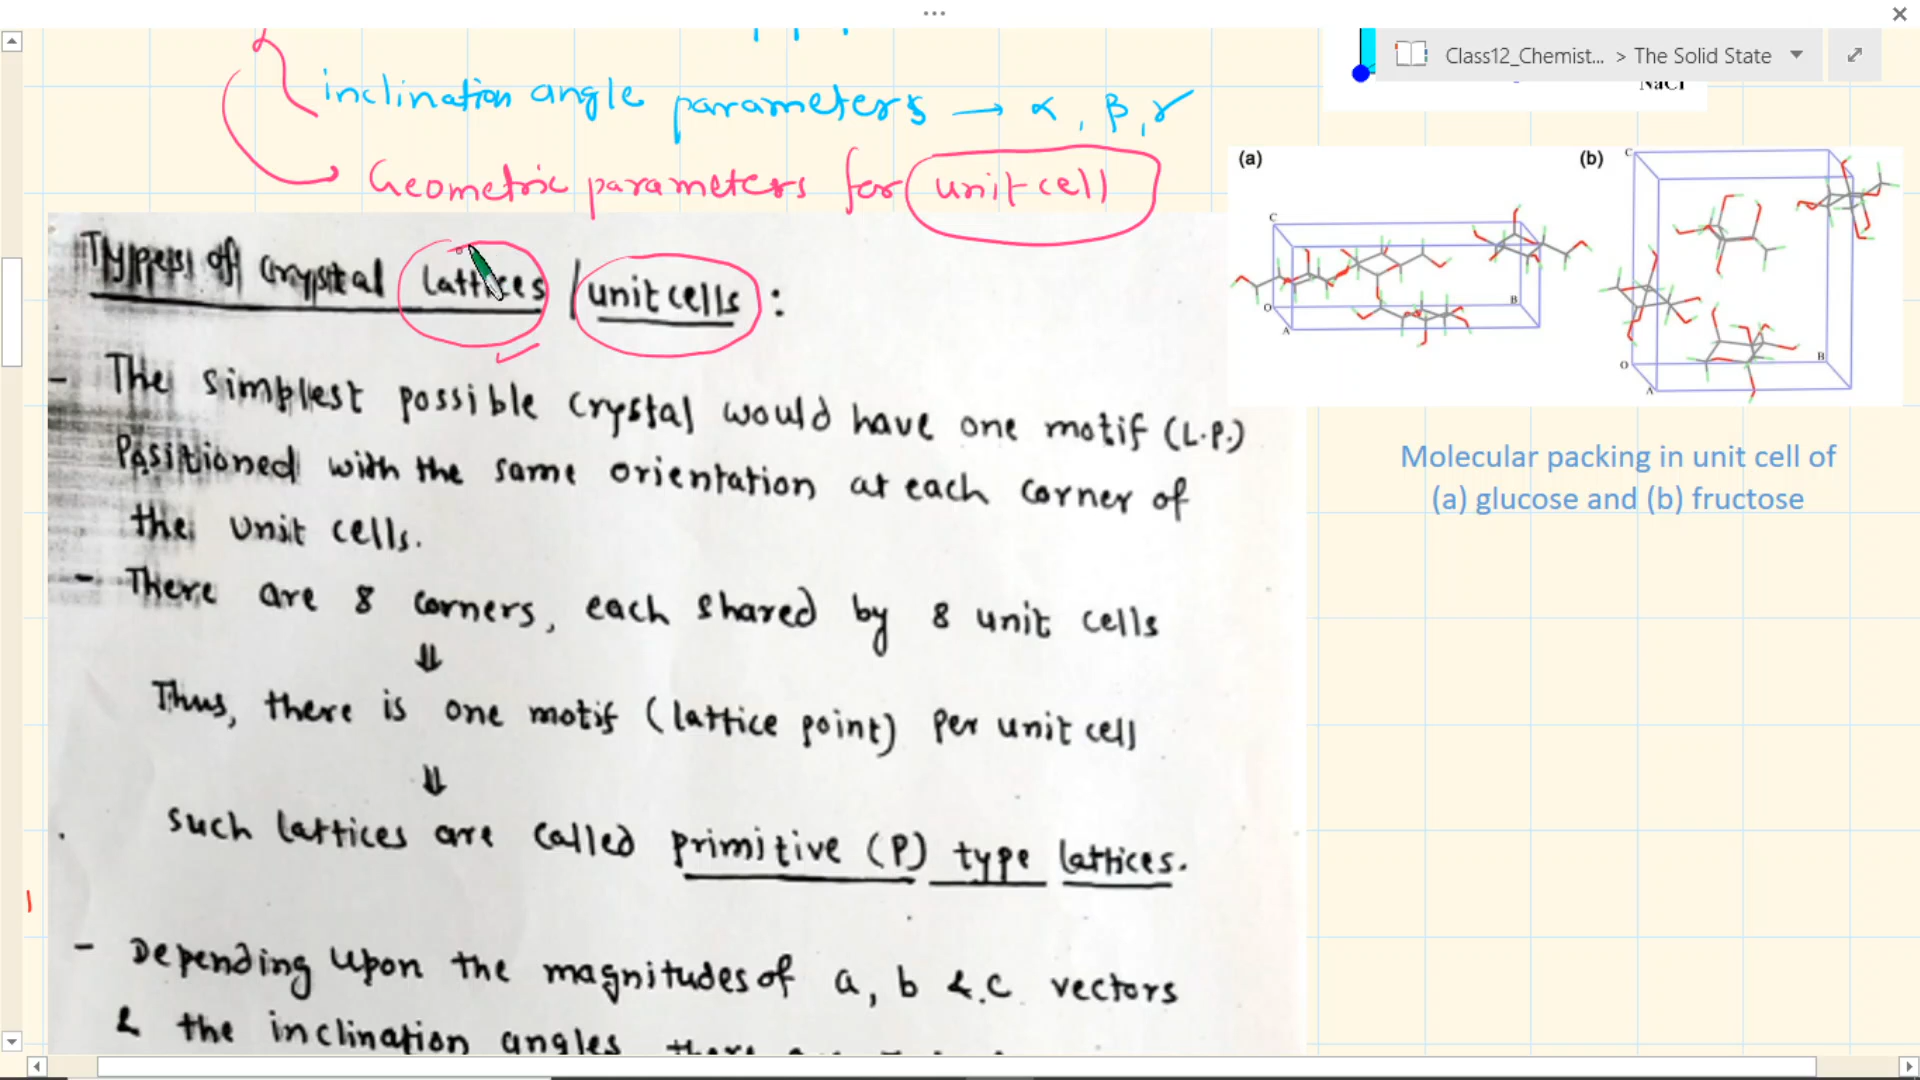 Class12_Chemist... > The Solid State
NaCl
inclination angle parameters → α, β, γ
Geometric parameters for unit cell
Types of crystal lattices / unit cells :
- The simplest possible crystal would have one motif (L.P.)
Positioned with the same orientation at each corner of
the unit cells.
- There are 8 corners, each shared by 8 unit cells
⇓
Thus, there is one motif (lattice point) per unit cell
⇓
such lattices are called primitive (P) type lattices.
- Depending upon the magnitudes of a, b & c vectors
& the inclination angles
(a)
C
O
A
B
(b)
C
O
A
B
Molecular packing in unit cell of
(a) glucose and (b) fructose